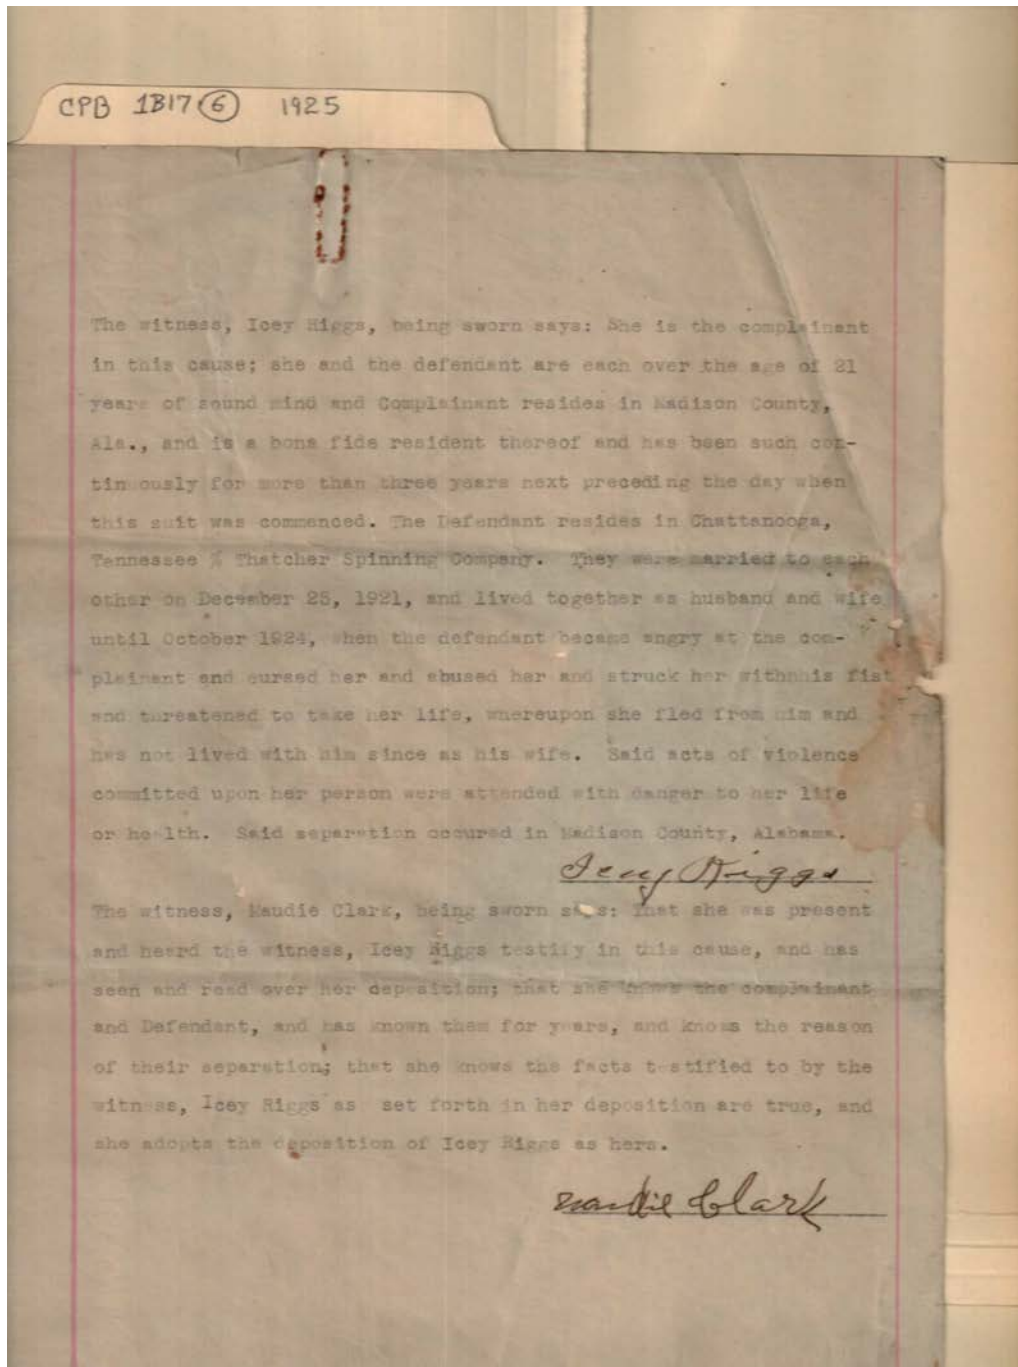 CPB 1B17 6 1925
The witness, Icey Riggs, being sworn says: She is the complainant
in this cause; she and the defendant are each over the age of 21
years of sound mind and Complainant resides in Madison County,
Ala., and is a bona fide resident thereof and has been such con-
tinuously for more than three years next preceding the day when
this suit was commenced. The Defendant resides in Chattanooga,
Tennessee % Thatcher Spinning Company. They were married to each
other on December 25, 1921, and lived together as husband and wife
until October 1924, when the defendant became angry at the com-
plainant and cursed her and abused her and struck her withhhis fist
and threatened to take her life, whereupon she fled from him and
has not lived with him since as his wife. Said acts of violence
committed upon her person were attended with danger to her life
or health. Said separation occured in Madison County, Alabama.
Icey Riggs
The witness, Maudie Clark, being sworn says: That she was present
and heard the witness, Icey Riggs testify in this cause, and has
seen and read over her deposition; that she knows the complainant
and Defendant, and has known them for years, and knows the reason
of their separation; that she knows the facts testified to by the
witness, Icey Riggs as set forth in her deposition are true, and
she adopts the deposition of Icey Riggs as hers.
Maudie Clark